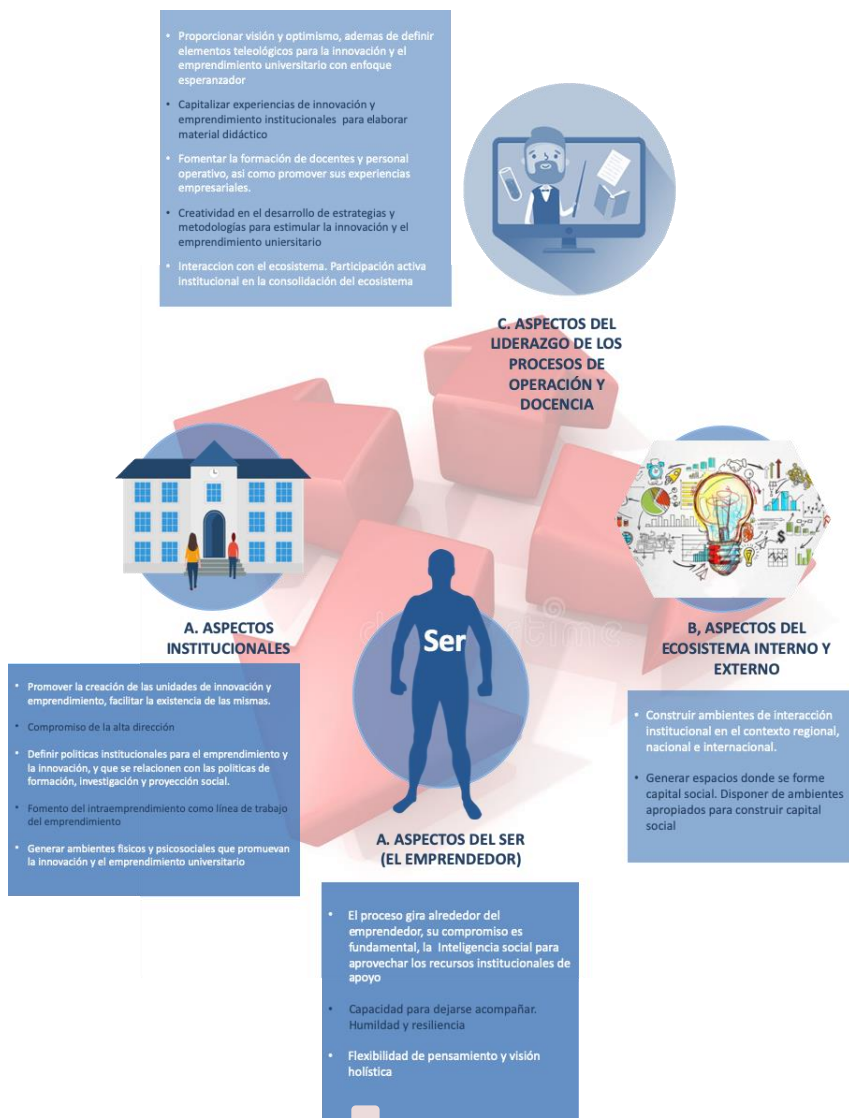 • Proporcionar visión y optimismo, ademas de definir
elementos teleológicos para la innovación y el
emprendimiento universitario con enfoque
esperanzador
• Capitalizar experiencias de innovación y
emprendimiento institucionales para elaborar
material didáctico
• Fomentar la formación de docentes y personal
operativo, asi como promover sus experiencias
empresariales.
• Creatividad en el desarrollo de estrategias y
metodologías para estimular la innovación y el
emprendimiento uniersitario
• Interaccion con el ecosistema. Participación activa
institucional en la consolidación del ecosistema
C. ASPECTOS DEL
LIDERAZGO DE LOS
PROCESOS DE
OPERACIÓN Y
DOCENCIA
A. ASPECTOS
INSTITUCIONALES
• Promover la creación de las unidades de innovación y
emprendimiento, facilitar la existencia de las mismas.
• Compromiso de la alta dirección
• Definir politicas institucionales para el emprendimiento y
la innovación, y que se relacionen con las politicas de
formación, investigación y proyección social.
• Fomento del intraemprendimiento como línea de trabajo
del emprendimiento
• Generar ambientes fisicos y psicosociales que promuevan
la innovación y el emprendimiento universitario
Ser
A. ASPECTOS DEL SER
(EL EMPRENDEDOR)
• El proceso gira alrededor del
emprendedor, su compromiso es
fundamental, la Inteligencia social para
aprovechar los recursos institucionales de
apoyo
• Capacidad para dejarse acompañar.
Humildad y resiliencia
• Flexibilidad de pensamiento y visión
holística
B, ASPECTOS DEL
ECOSISTEMA INTERNO Y
EXTERNO
• Construir ambientes de interacción
institucional en el contexto regional,
nacional e internacional.
• Generar espacios donde se forme
capital social. Disponer de ambientes
apropiados para construir capital
social